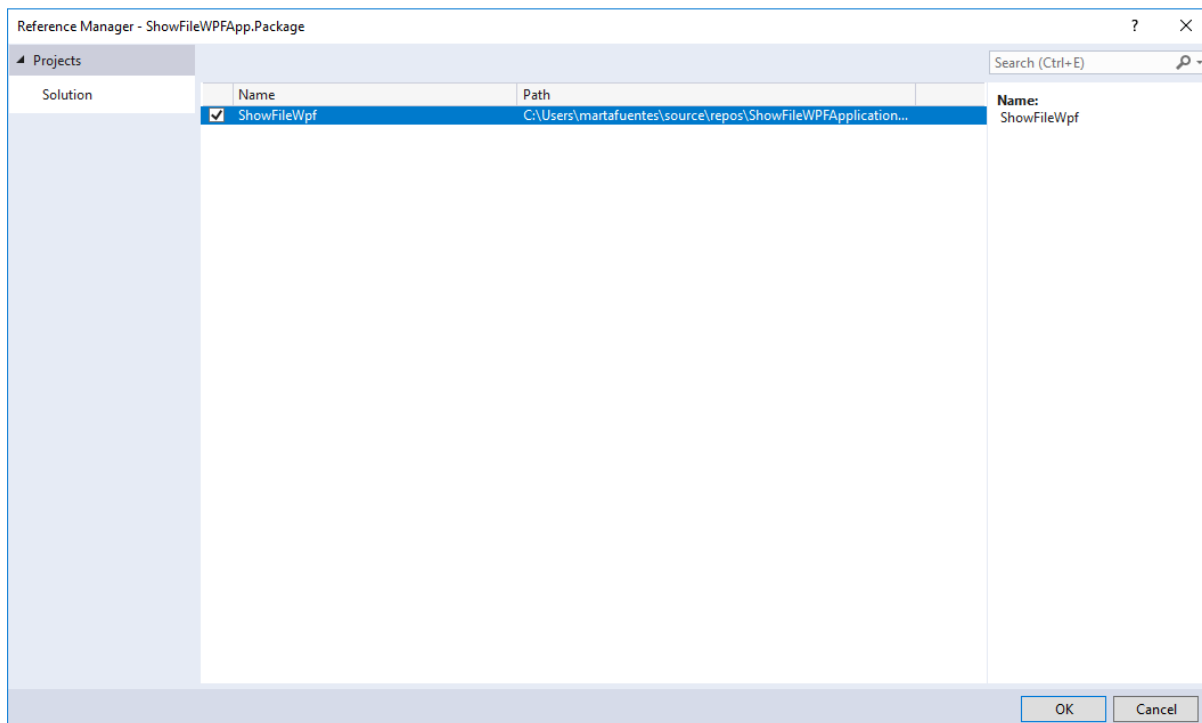 Reference Manager - ShowFileWPFApp.Package
Projects
Search (Ctrl+E)
Solution
Name Path
ShowFileWpf C:\Users\martafuentes\source\repos\ShowFileWPFApplication...
Name:
ShowFileWpf
OK Cancel